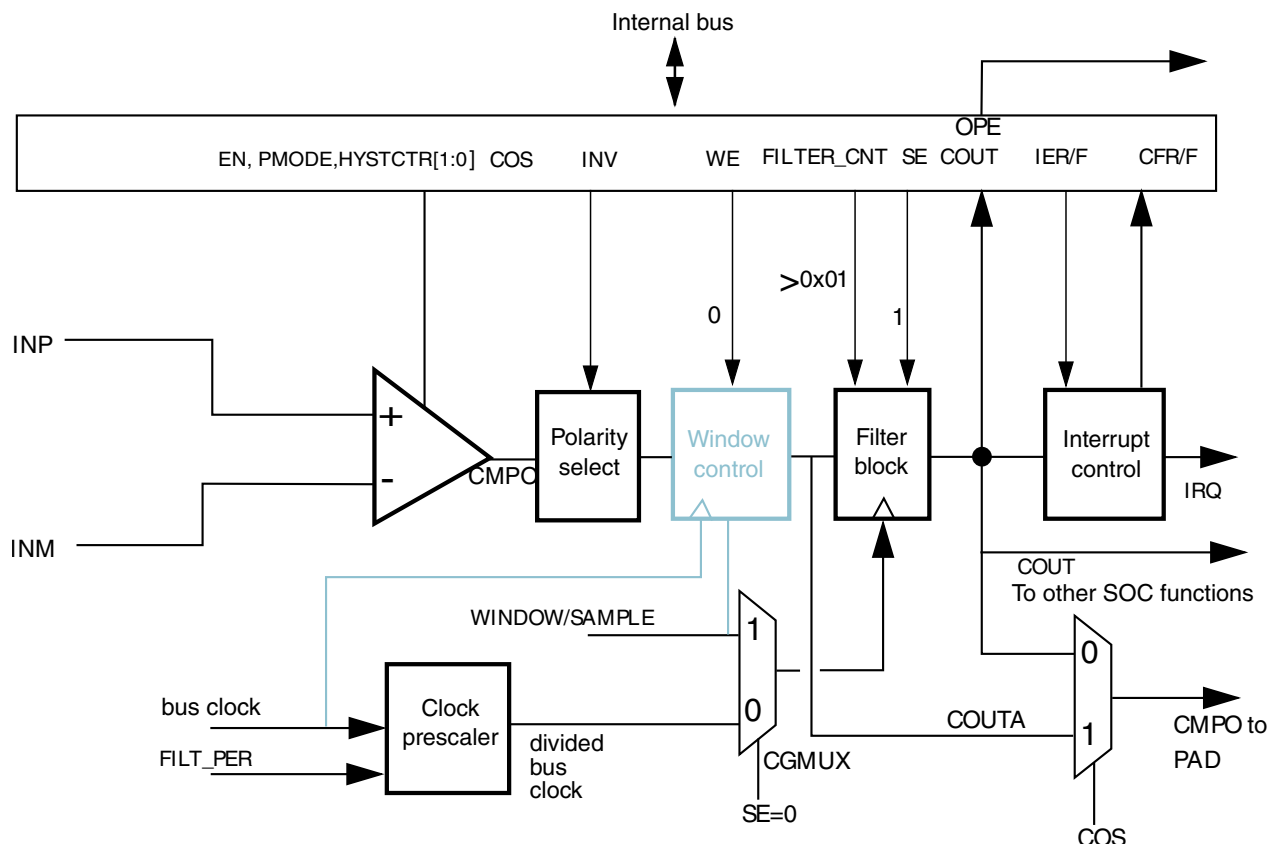 Internal bus
OPE
EN, PMODE,HYSTCTR[1:0] COS INV WE FILTER_CNT SE COUT IER/F CFR/F
>0x01
0
1
INP
+
-
CMPO
Polarity
select
Window
control
Filter
block
Interrupt
control
IRQ
INM
COUT
To other SOC functions
WINDOW/SAMPLE
1
0
CGMUX
SE=0
bus clock
FILT_PER
Clock
prescaler
divided
bus
clock
COUTA
0
1
CMPO to
PAD
COS